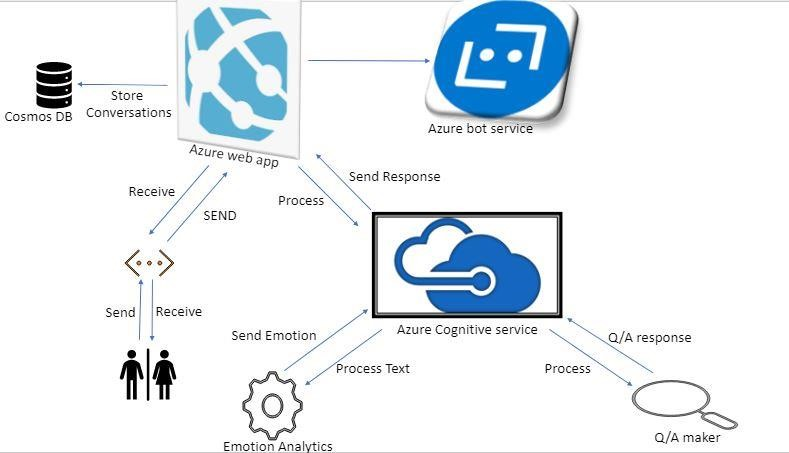 Store
Conversations
Cosmos DB
Azure web app
Azure bot service
Receive
SEND
Process
Send Response
Send
Receive
Azure Cognitive service
Send Emotion
Process Text
Q/A response
Process
Emotion Analytics
Q/A maker